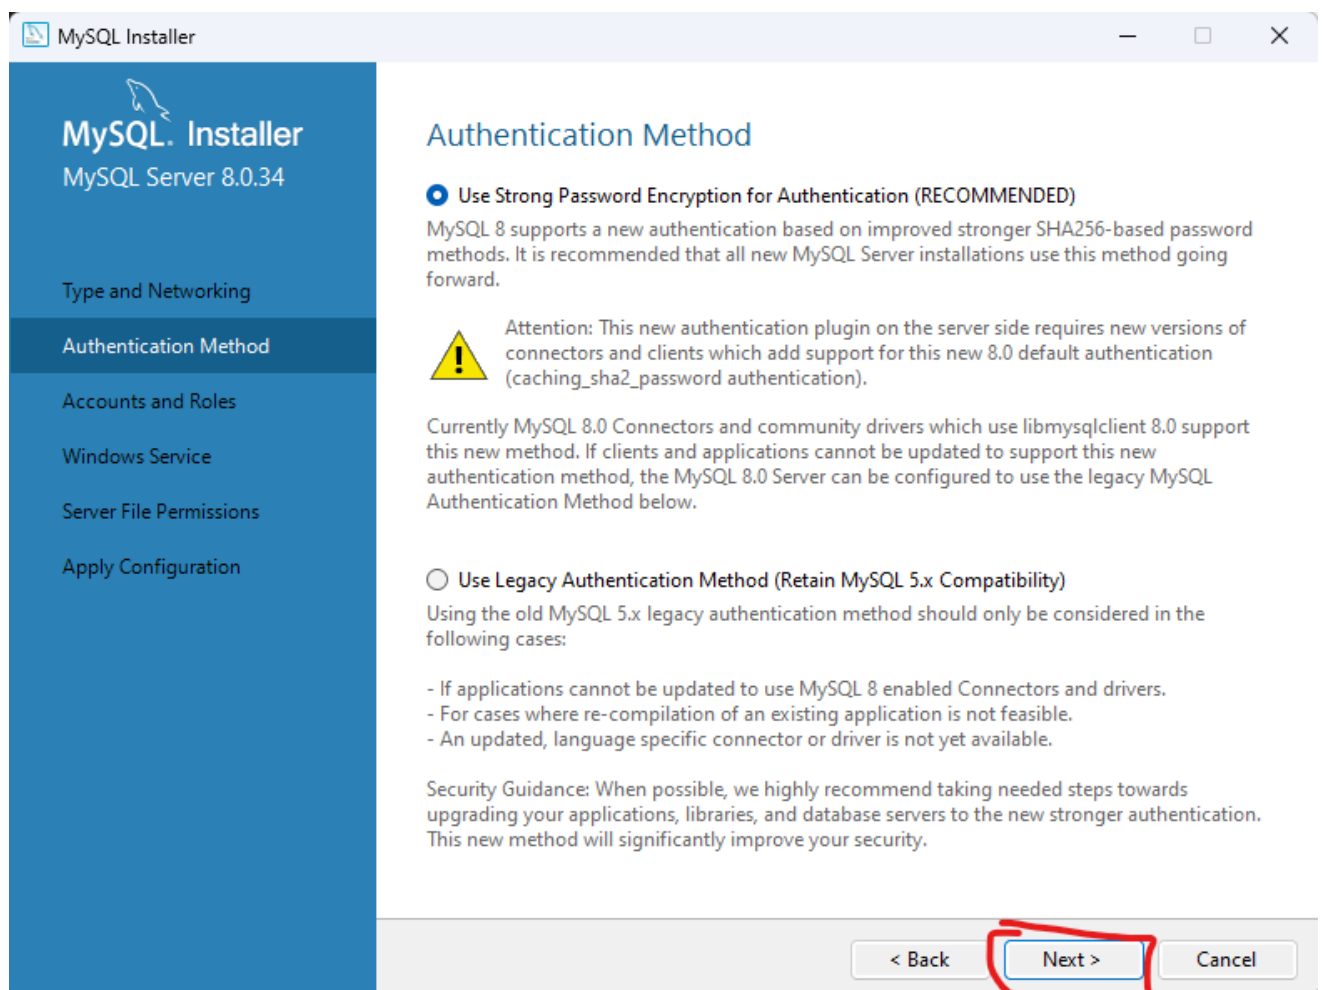 MySQL Installer
MySQL. Installer
MySQL Server 8.0.34
Type and Networking
Authentication Method
Accounts and Roles
Windows Service
Server File Permissions
Apply Configuration
Authentication Method
Use Strong Password Encryption for Authentication (RECOMMENDED)
MySQL 8 supports a new authentication based on improved stronger SHA256-based password
methods. It is recommended that all new MySQL Server installations use this method going
forward.
Attention: This new authentication plugin on the server side requires new versions of
connectors and clients which add support for this new 8.0 default authentication
(caching_sha2_password authentication).
Currently MySQL 8.0 Connectors and community drivers which use libmysqlclient 8.0 support
this new method. If clients and applications cannot be updated to support this new
authentication method, the MySQL 8.0 Server can be configured to use the legacy MySQL
Authentication Method below.
Use Legacy Authentication Method (Retain MySQL 5.x Compatibility)
Using the old MySQL 5.x legacy authentication method should only be considered in the
following cases:
- If applications cannot be updated to use MySQL 8 enabled Connectors and drivers.
- For cases where re-compilation of an existing application is not feasible.
- An updated, language specific connector or driver is not yet available.
Security Guidance: When possible, we highly recommend taking needed steps towards
upgrading your applications, libraries, and database servers to the new stronger authentication.
This new method will significantly improve your security.
< Back
Next >
Cancel